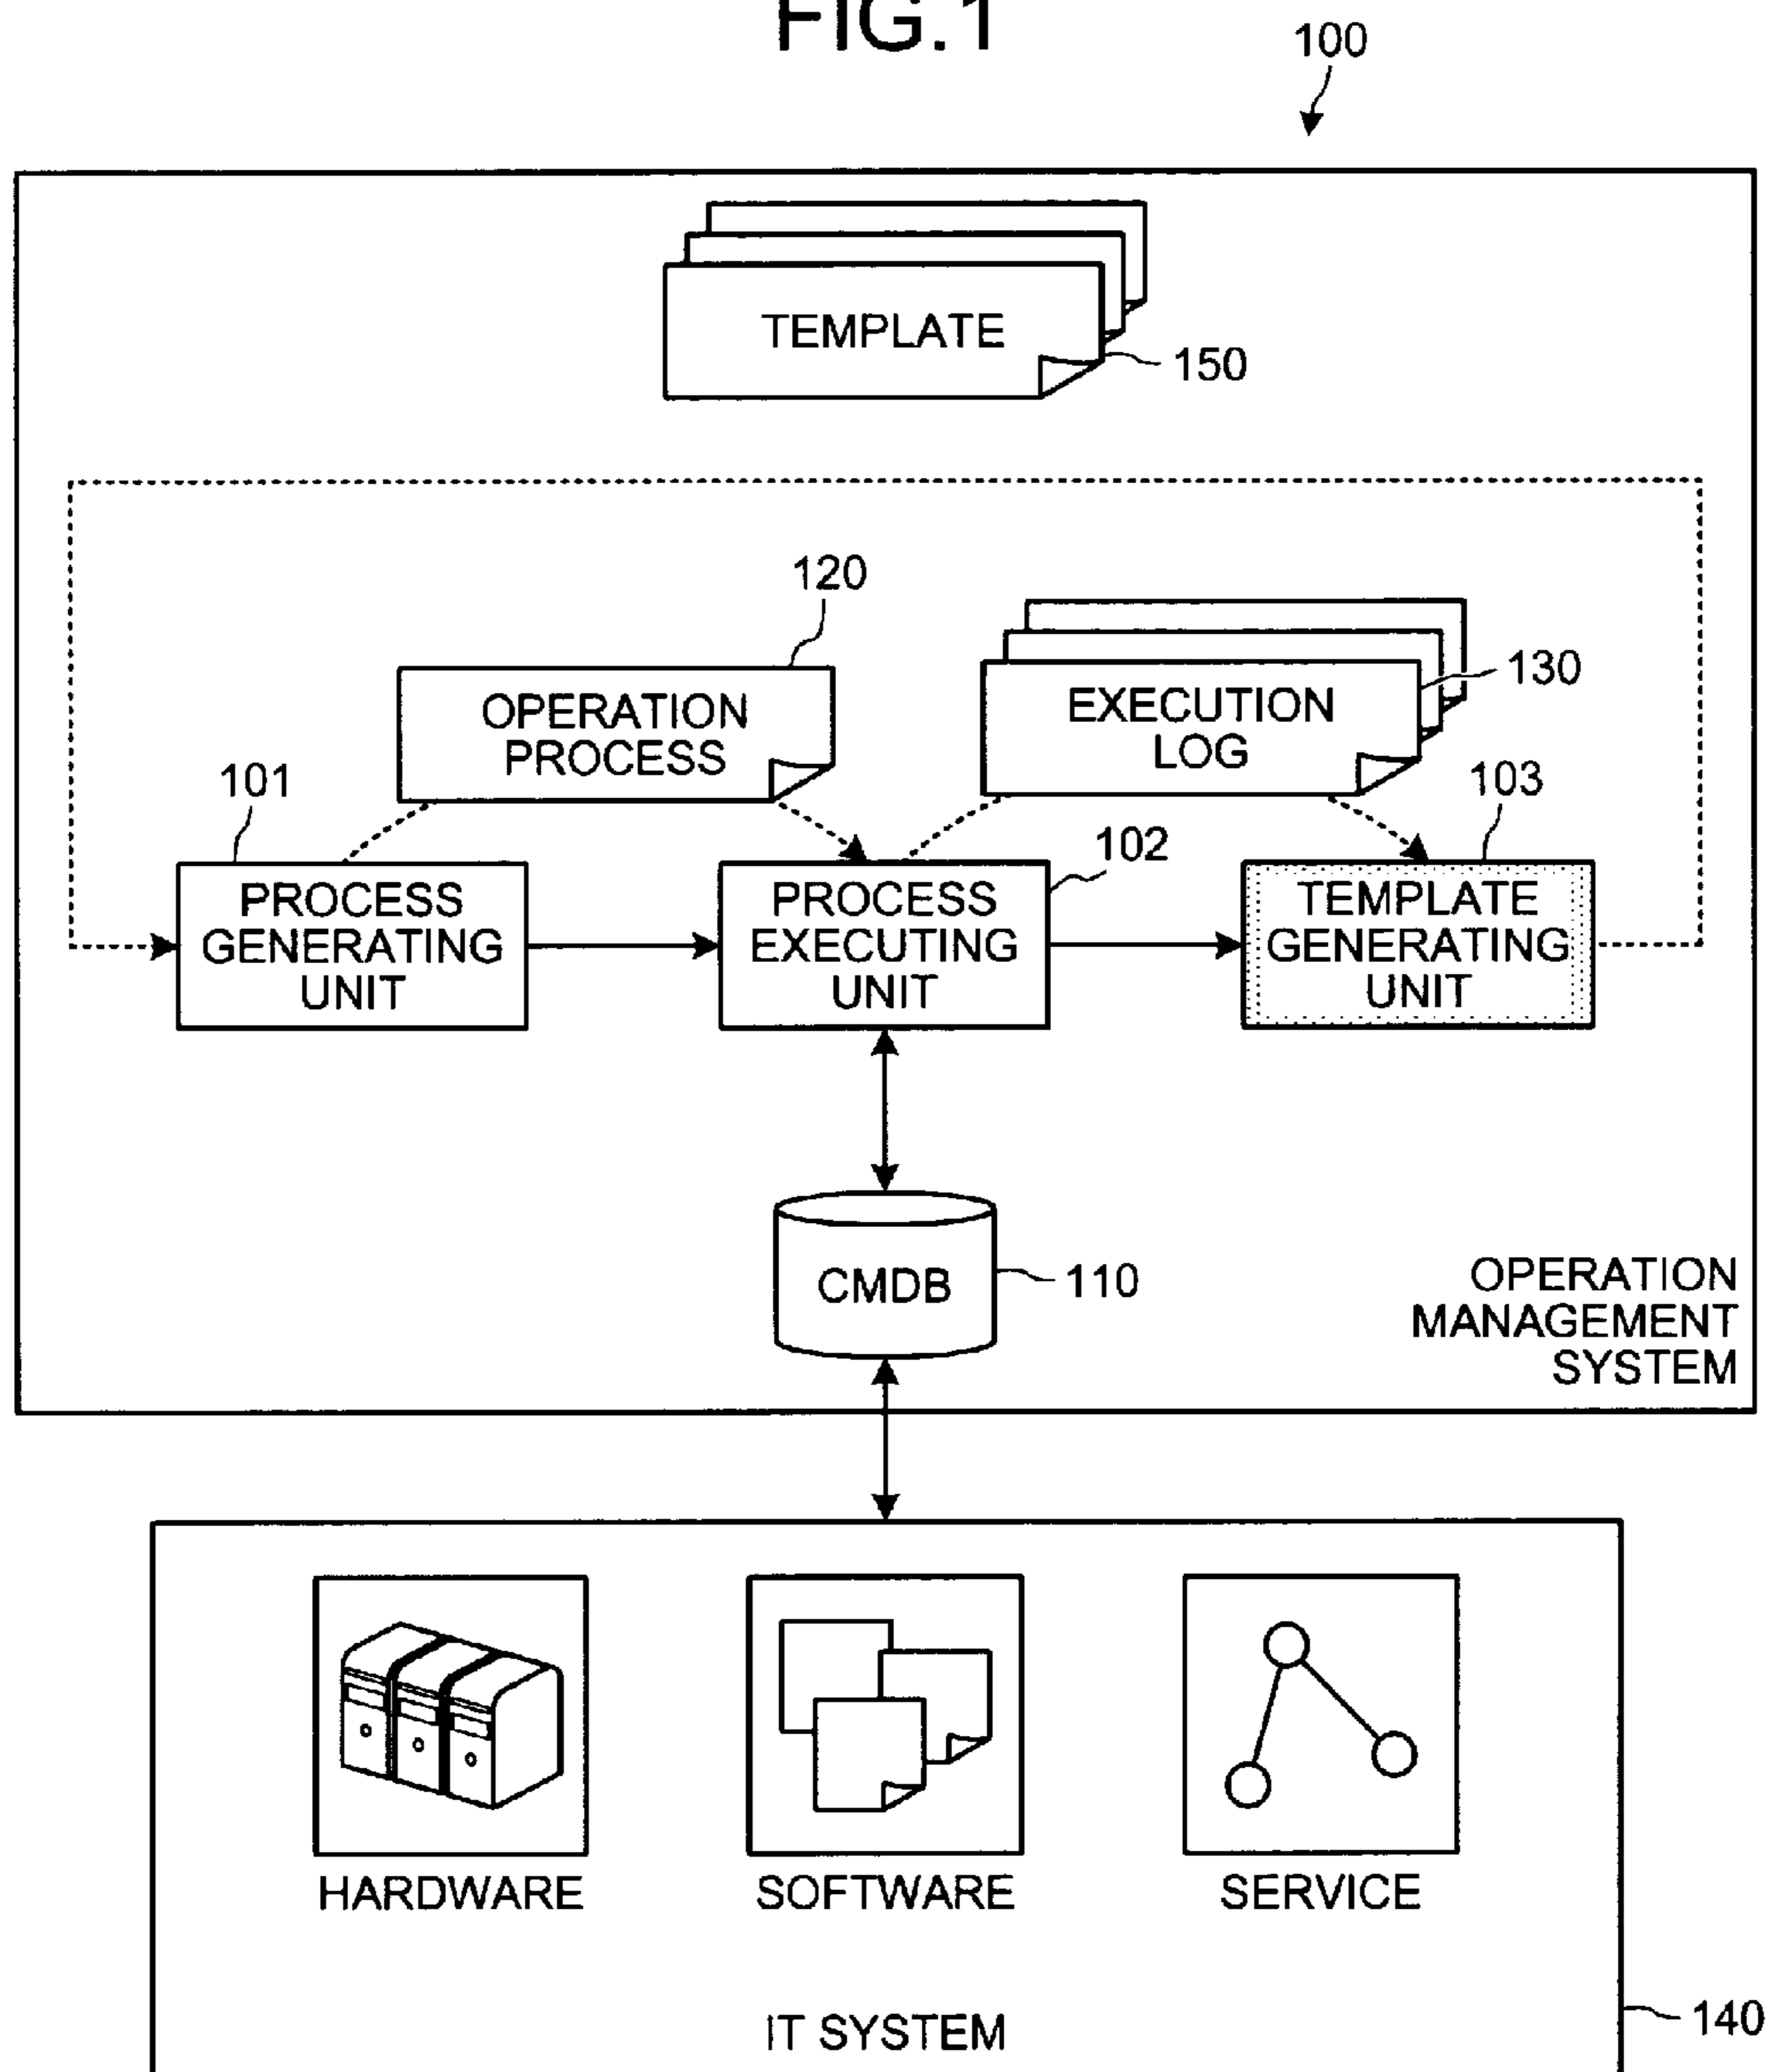 FIG.1
100
TEMPLATE
150
120
OPERATION
PROCESS
EXECUTION
LOG
130
101
102
103
PROCESS
GENERATING
UNIT
PROCESS
EXECUTING
UNIT
TEMPLATE
GENERATING
UNIT
CMDB
110
OPERATION
MANAGEMENT
SYSTEM
HARDWARE
SOFTWARE
SERVICE
IT SYSTEM
140